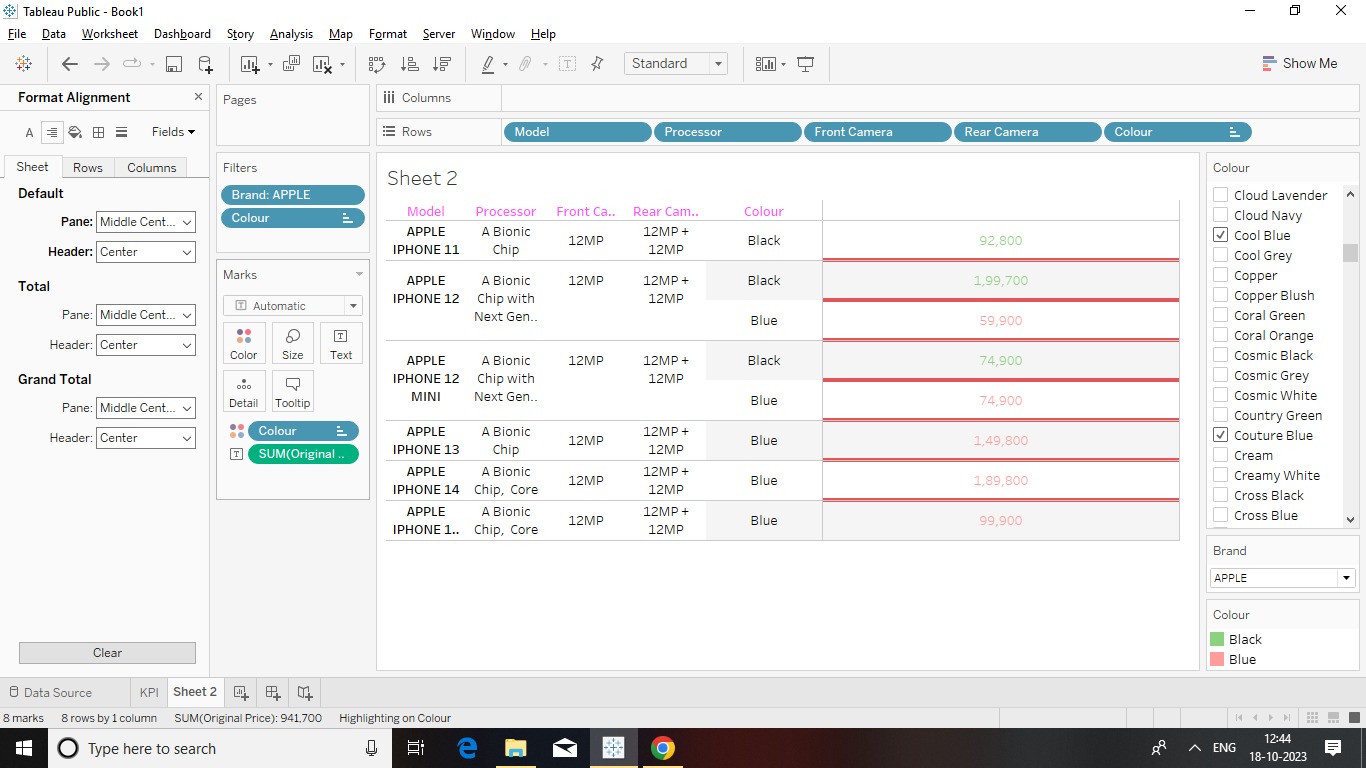 Tableau Public - Book1
File Data Worksheet Dashboard Story Analysis Map Format Server Window Help
Standard
Show Me
Format Alignment
Fields
Sheet Rows Columns
Default
Pane: Middle Cent...
Header: Center
Total
Pane: Middle Cent...
Header: Center
Grand Total
Pane: Middle Cent...
Header: Center
Clear
Pages
Filters
Brand: APPLE
Colour
Marks
Automatic
Color Size Text
Detail Tooltip
Colour
SUM(Original ..
Columns
Rows Model Processor Front Camera Rear Camera Colour
Sheet 2
Model Processor Front Ca.. Rear Cam.. Colour
APPLE IPHONE 11 A Bionic Chip 12MP 12MP + 12MP Black 92,800
APPLE IPHONE 12 A Bionic Chip with Next Gen.. 12MP 12MP + 12MP Black 1,99,700
Blue 59,900
APPLE IPHONE 12 MINI A Bionic Chip with Next Gen.. 12MP 12MP + 12MP Black 74,900
Blue 74,900
APPLE IPHONE 13 A Bionic Chip 12MP 12MP + 12MP Blue 1,49,800
APPLE IPHONE 14 A Bionic Chip, Core 12MP 12MP + 12MP Blue 1,89,800
APPLE IPHONE 1.. A Bionic Chip, Core 12MP 12MP + 12MP Blue 99,900
Colour
Cloud Lavender
Cloud Navy
Cool Blue
Cool Grey
Copper
Copper Blush
Coral Green
Coral Orange
Cosmic Black
Cosmic Grey
Cosmic White
Country Green
Couture Blue
Cream
Creamy White
Cross Black
Cross Blue
Brand
APPLE
Colour
Black
Blue
Data Source KPI Sheet 2
8 marks 8 rows by 1 column SUM(Original Price): 941,700 Highlighting on Colour
Type here to search
ENG
12:44
18-10-2023